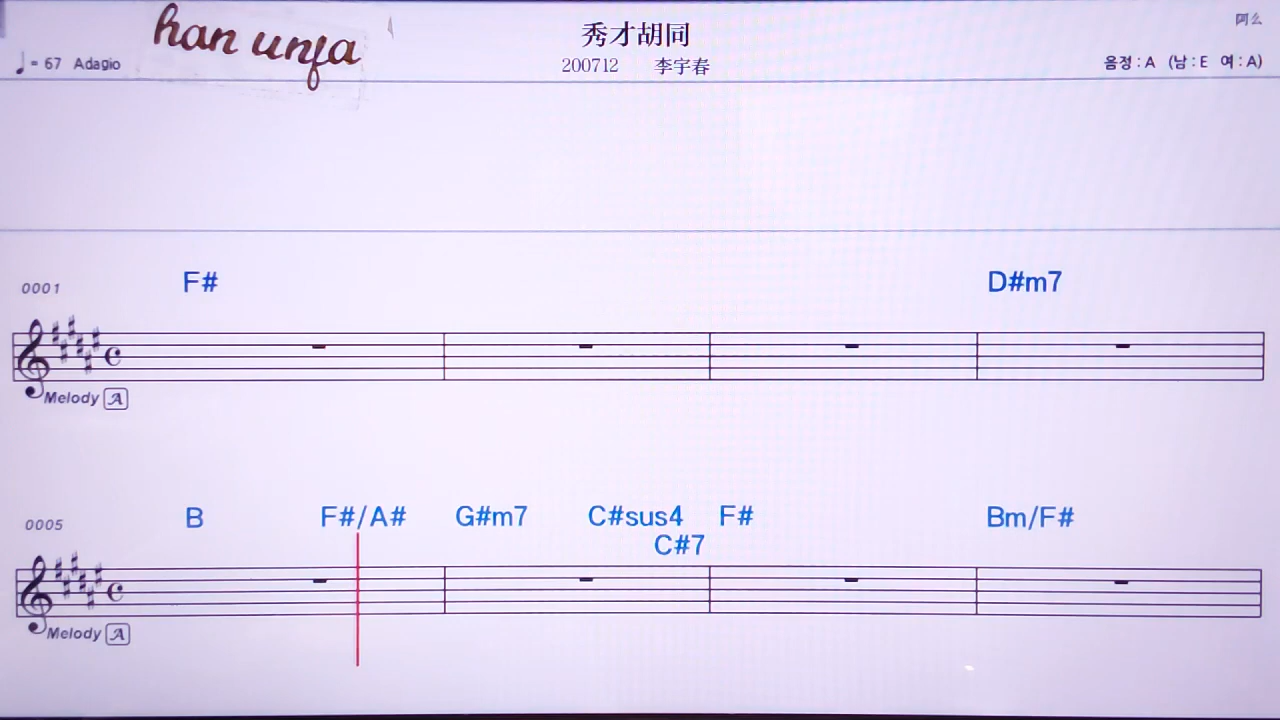 han unfa
秀才胡同
阿么
♩= 67 Adagio
200712 李宇春
음정 : A (남 : E 여 : A)
0001 F# D#m7
Melody A
0005 B F#/A# G#m7 C#sus4 F# Bm/F#
C#7
Melody A